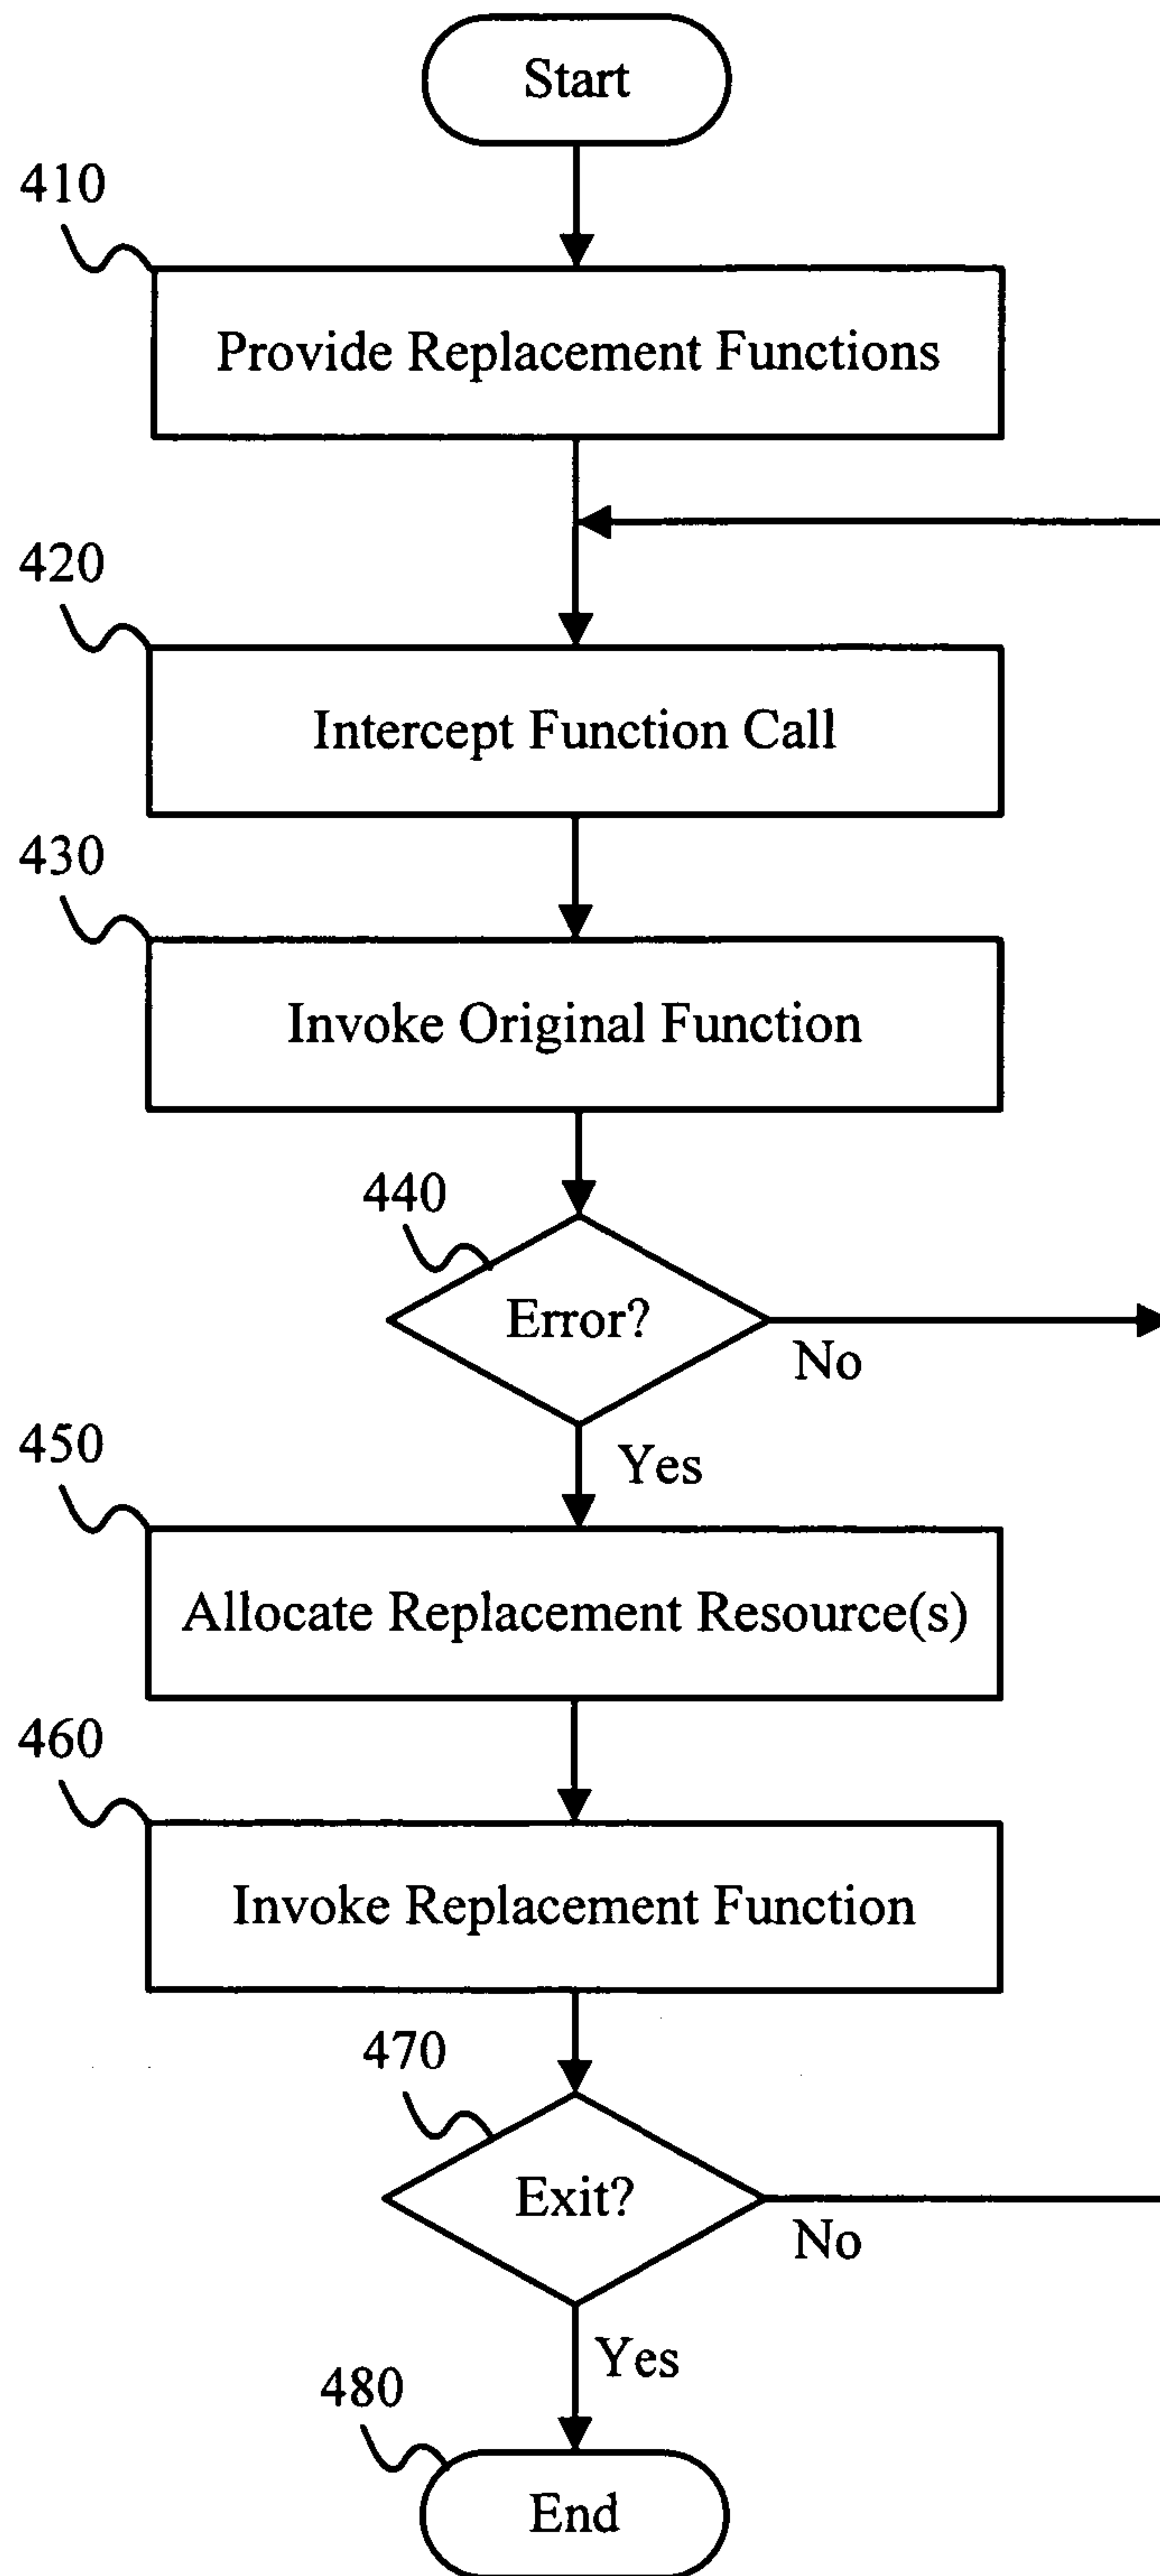 Start
410
Provide Replacement Functions
420
Intercept Function Call
430
Invoke Original Function
440
Error?
No
Yes
450
Allocate Replacement Resource(s)
460
Invoke Replacement Function
470
Exit?
No
Yes
480
End